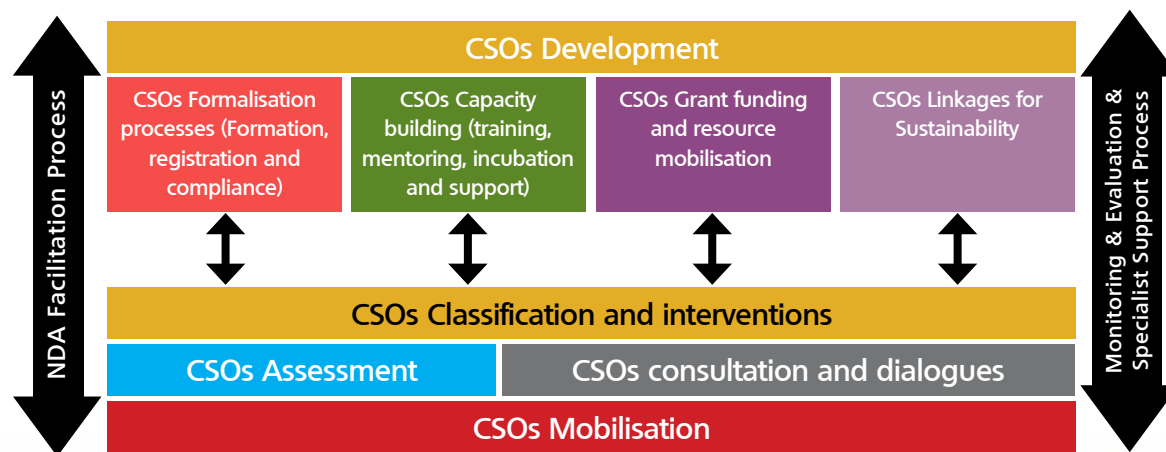 CSOs Development
NDA Facilitation Process
CSOs Formalisation
processes (Formation,
registration and
compliance)
CSOs Capacity
building (training,
mentoring, incubation
and support)
CSOs Grant funding
and resource
mobilisation
CSOs Linkages for
Sustainability
Monitoring & Evaluation &
Specialist Support Process
CSOs Classification and interventions
CSOs Assessment
CSOs consultation and dialogues
CSOs Mobilisation